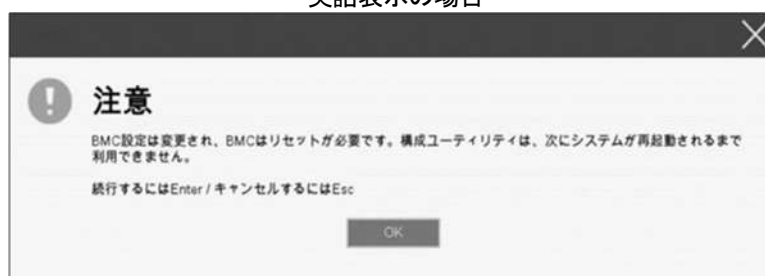 英語表示の場合
注意
BMC設定は変更され、BMCはリセットが必要です。構成ユーティリティは、次にシステムが再起動されるまで
利用できません。
続行するにはEnter / キャンセルするにはEsc
OK